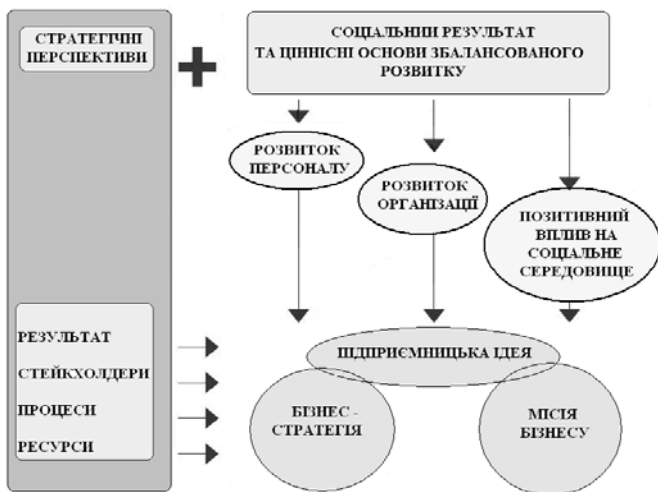 СТРАТЕГІЧНІ
ПЕРСПЕКТИВИ
СОЦІАЛЬНИЙ РЕЗУЛЬТАТ
ТА ЦІННІСНІ ОСНОВИ ЗБАЛАНСОВАНОГО
РОЗВИТКУ
РОЗВИТОК
ПЕРСОНАЛУ
РОЗВИТОК
ОРГАНІЗАЦІЇ
ПОЗИТИВНИЙ
ВПЛИВ НА
СОЦІАЛЬНЕ
СЕРЕДОВИЩЕ
РЕЗУЛЬТАТ
СТЕЙКХОЛДЕРИ
ПРОЦЕСИ
РЕСУРСИ
ПІДПРИЄМНИЦЬКА ІДЕЯ
БІЗНЕС -
СТРАТЕГІЯ
МІСІЯ
БІЗНЕСУ